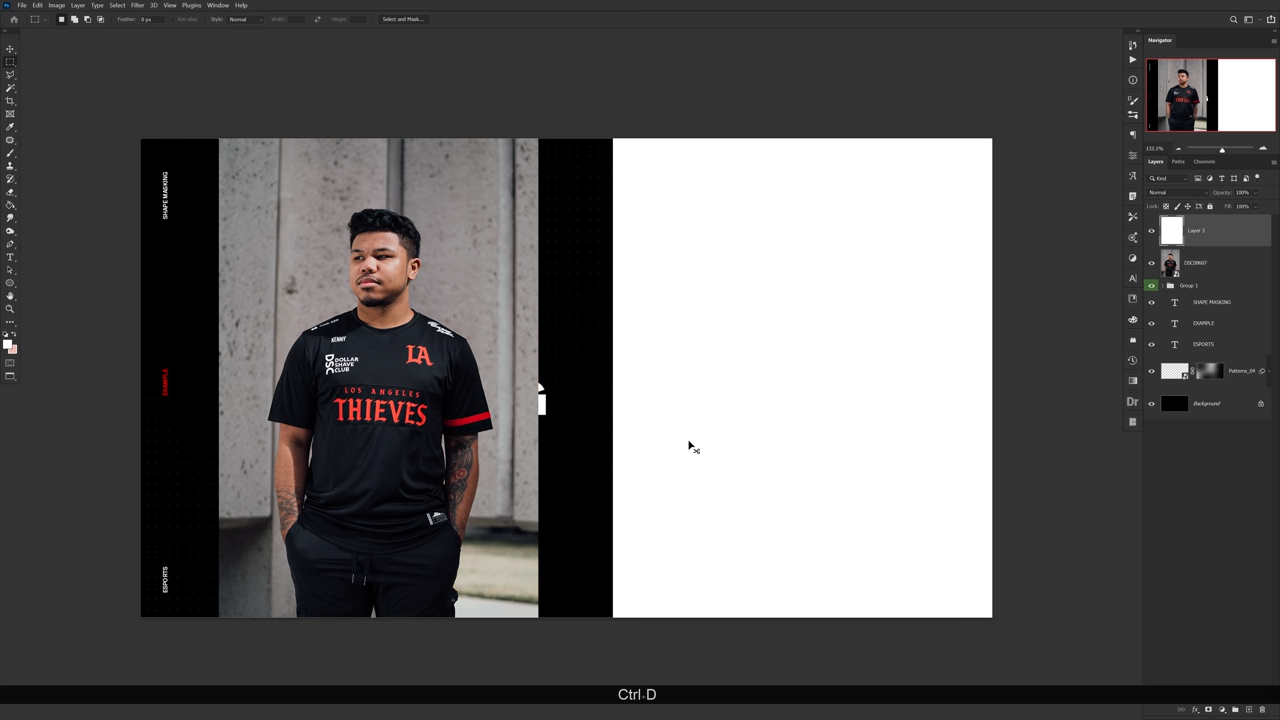 File Edit Image Layer Type Select Filter 3D View Plugins Window Help
Feather: 0 px Anti-alias Style: Normal Width: Height: Select and Mask...
Navigator
133.1%
Layers Paths Channels
Kind
Normal Opacity: 100%
Lock: Fill: 100%
Layer 3
DSC09607
Group 1
T SHAPE MASKING
T EXAMPLE
T ESPORTS
Patterns_04
Background
Dr
SHAPE MASKING
EXAMPLE
ESPORTS
KENNY
LA
DSC DOLLAR
SHAVE
CLUB
LOS ANGELES
THIEVES
Ctrl D